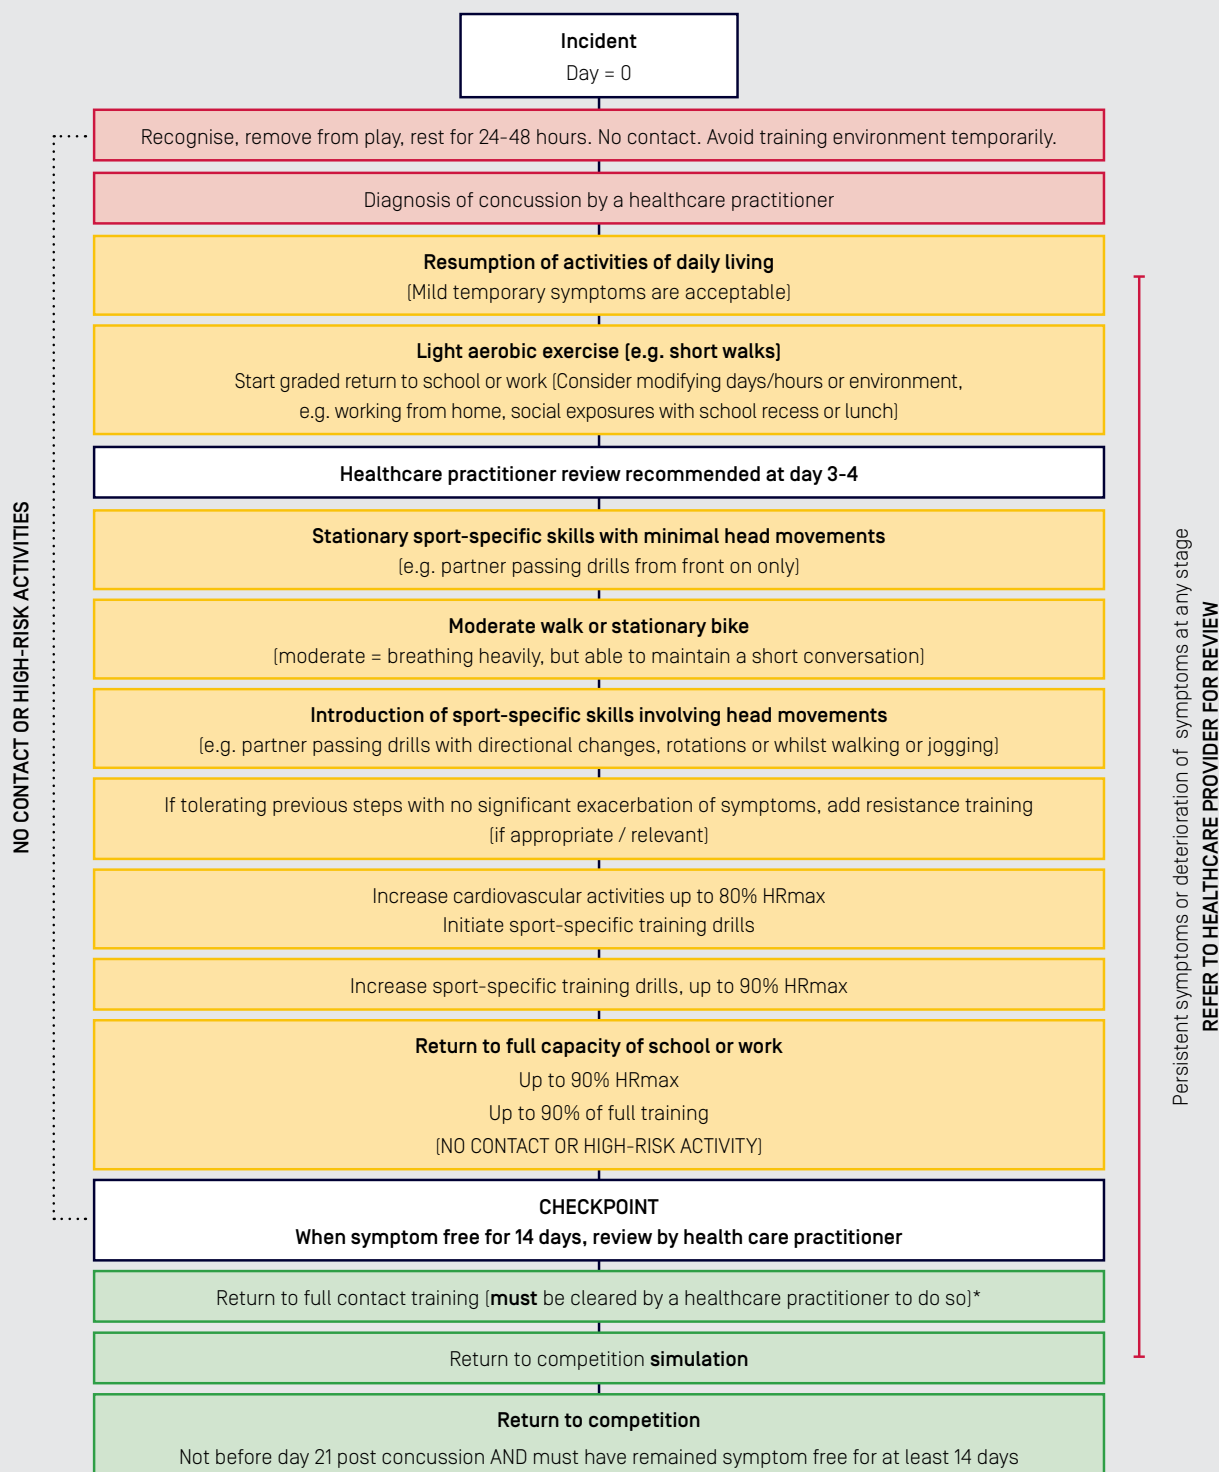 Incident
Day = 0
Recognise, remove from play, rest for 24-48 hours. No contact. Avoid training environment temporarily.
Diagnosis of concussion by a healthcare practitioner
Resumption of activities of daily living
(Mild temporary symptoms are acceptable)
Light aerobic exercise (e.g. short walks)
Start graded return to school or work (Consider modifying days/hours or environment,
e.g. working from home, social exposures with school recess or lunch)
Healthcare practitioner review recommended at day 3-4
Stationary sport-specific skills with minimal head movements
(e.g. partner passing drills from front on only)
Moderate walk or stationary bike
(moderate = breathing heavily, but able to maintain a short conversation)
Introduction of sport-specific skills involving head movements
(e.g. partner passing drills with directional changes, rotations or whilst walking or jogging)
If tolerating previous steps with no significant exacerbation of symptoms, add resistance training
(if appropriate / relevant)
Increase cardiovascular activities up to 80% HRmax
Initiate sport-specific training drills
Increase sport-specific training drills, up to 90% HRmax
Return to full capacity of school or work
Up to 90% HRmax
Up to 90% of full training
(NO CONTACT OR HIGH-RISK ACTIVITY)
CHECKPOINT
When symptom free for 14 days, review by health care practitioner
Return to full contact training (must be cleared by a healthcare practitioner to do so)*
Return to competition simulation
Return to competition
Not before day 21 post concussion AND must have remained symptom free for at least 14 days
NO CONTACT OR HIGH-RISK ACTIVITIES
Persistent symptoms or deterioration of symptoms at any stage
REFER TO HEALTHCARE PROVIDER FOR REVIEW